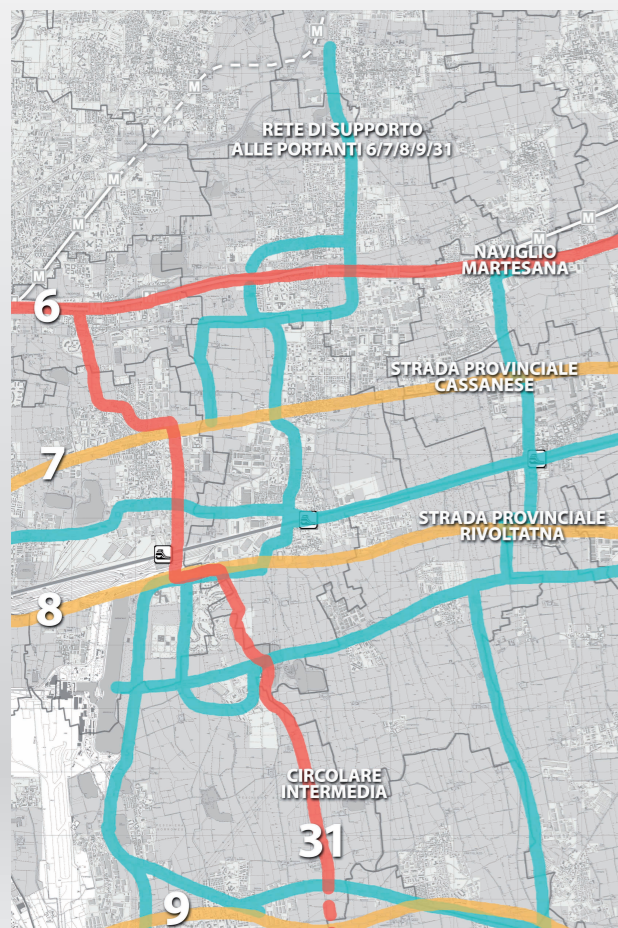 M
M
RETE DI SUPPORTO
ALLE PORTANTI 6/7/8/9/31
M
M
M
NAVIGLIO
MARTESANA
M
M
6
STRADA PROVINCIALE
CASSANESE
7
STRADA PROVINCIALE
RIVOLTATNA
8
CIRCOLARE
INTERMEDIA
31
9